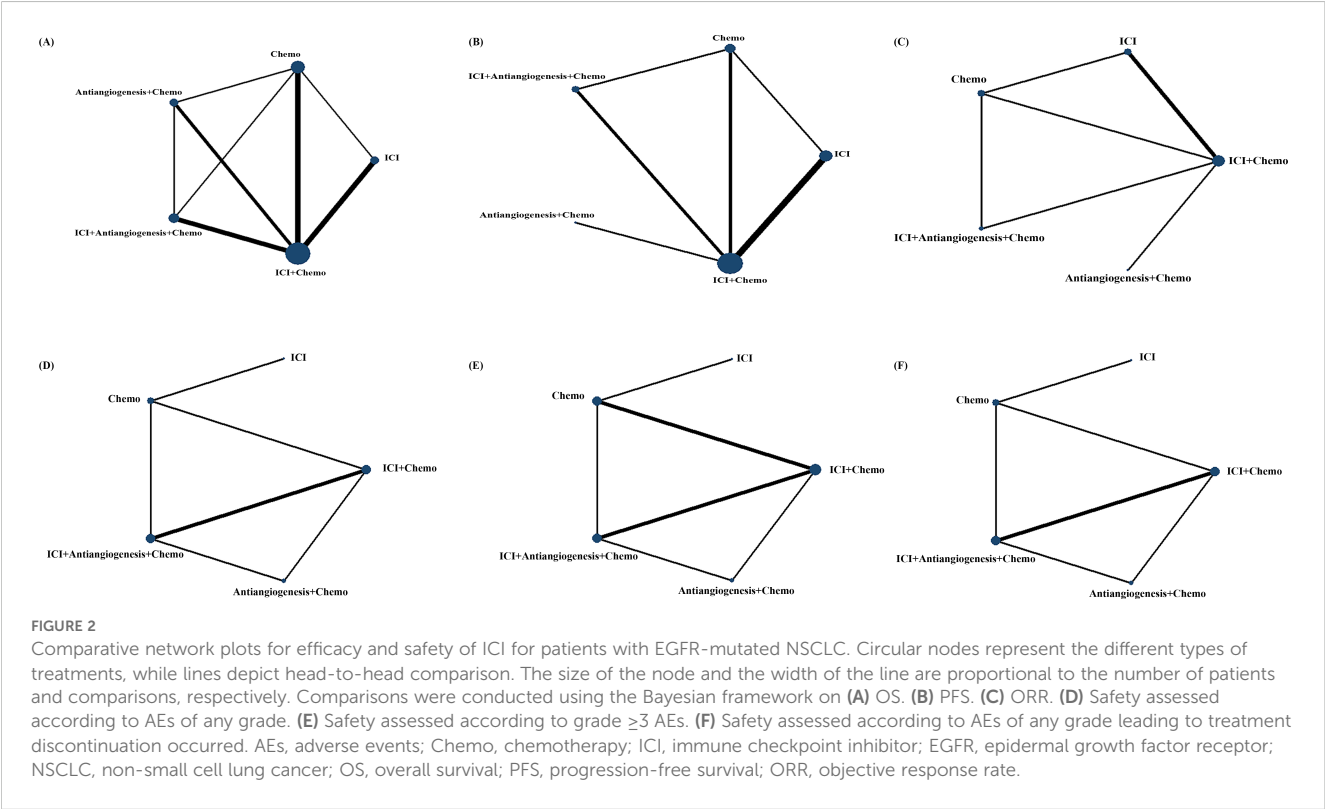 (A)
Chemo
Antiangiogenesis+Chemo
ICI
ICI+Antiangiogenesis+Chemo
ICI+Chemo
(B)
Chemo
ICI+Antiangiogenesis+Chemo
ICI
Antiangiogenesis+Chemo
ICI+Chemo
(C)
ICI
Chemo
ICI+Chemo
ICI+Antiangiogenesis+Chemo
Antiangiogenesis+Chemo
(D)
ICI
Chemo
ICI+Chemo
ICI+Antiangiogenesis+Chemo
Antiangiogenesis+Chemo
(E)
ICI
Chemo
ICI+Chemo
ICI+Antiangiogenesis+Chemo
Antiangiogenesis+Chemo
(F)
ICI
Chemo
ICI+Chemo
ICI+Antiangiogenesis+Chemo
Antiangiogenesis+Chemo
FIGURE 2
Comparative network plots for efficacy and safety of ICI for patients with EGFR-mutated NSCLC. Circular nodes represent the different types of
treatments, while lines depict head-to-head comparison. The size of the node and the width of the line are proportional to the number of patients
and comparisons, respectively. Comparisons were conducted using the Bayesian framework on (A) OS. (B) PFS. (C) ORR. (D) Safety assessed
according to AEs of any grade. (E) Safety assessed according to grade ≥3 AEs. (F) Safety assessed according to AEs of any grade leading to treatment
discontinuation occurred. AEs, adverse events; Chemo, chemotherapy; ICI, immune checkpoint inhibitor; EGFR, epidermal growth factor receptor;
NSCLC, non-small cell lung cancer; OS, overall survival; PFS, progression-free survival; ORR, objective response rate.